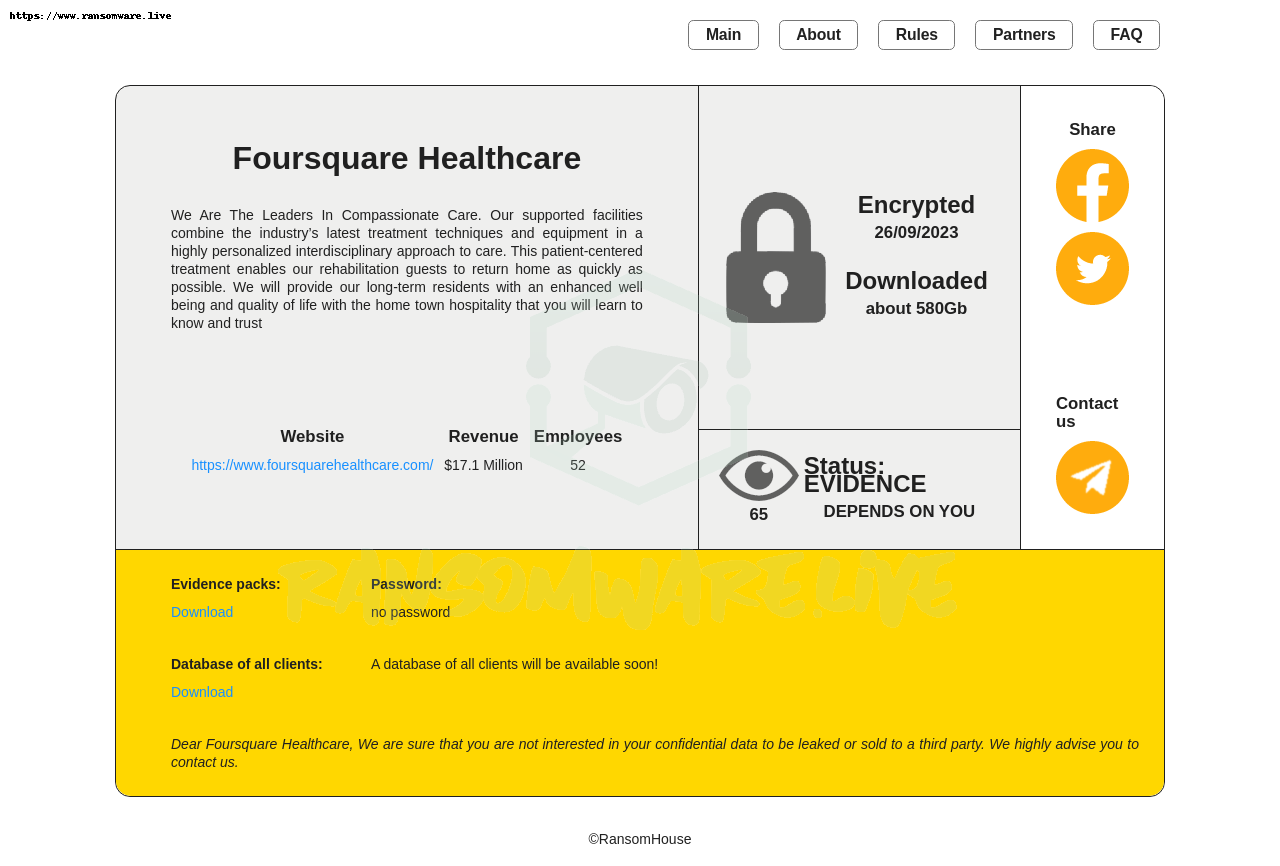 https://www.ransomware.live
Main
About
Rules
Partners
FAQ
Foursquare Healthcare
We Are The Leaders In Compassionate Care. Our supported facilities
combine the industry’s latest treatment techniques and equipment in a
highly personalized interdisciplinary approach to care. This patient-centered
treatment enables our rehabilitation guests to return home as quickly as
possible. We will provide our long-term residents with an enhanced well
being and quality of life with the home town hospitality that you will learn to
know and trust
Website
Revenue
Employees
https://www.foursquarehealthcare.com/
$17.1 Million
52
Encrypted
26/09/2023
Downloaded
about 580Gb
65
Status:
EVIDENCE
DEPENDS ON YOU
Share
Contact
us
RANSOMWARE.LIVE
Evidence packs:
Password:
Download
no password
Database of all clients:
A database of all clients will be available soon!
Download
Dear Foursquare Healthcare, We are sure that you are not interested in your confidential data to be leaked or sold to a third party. We highly advise you to
contact us.
©RansomHouse